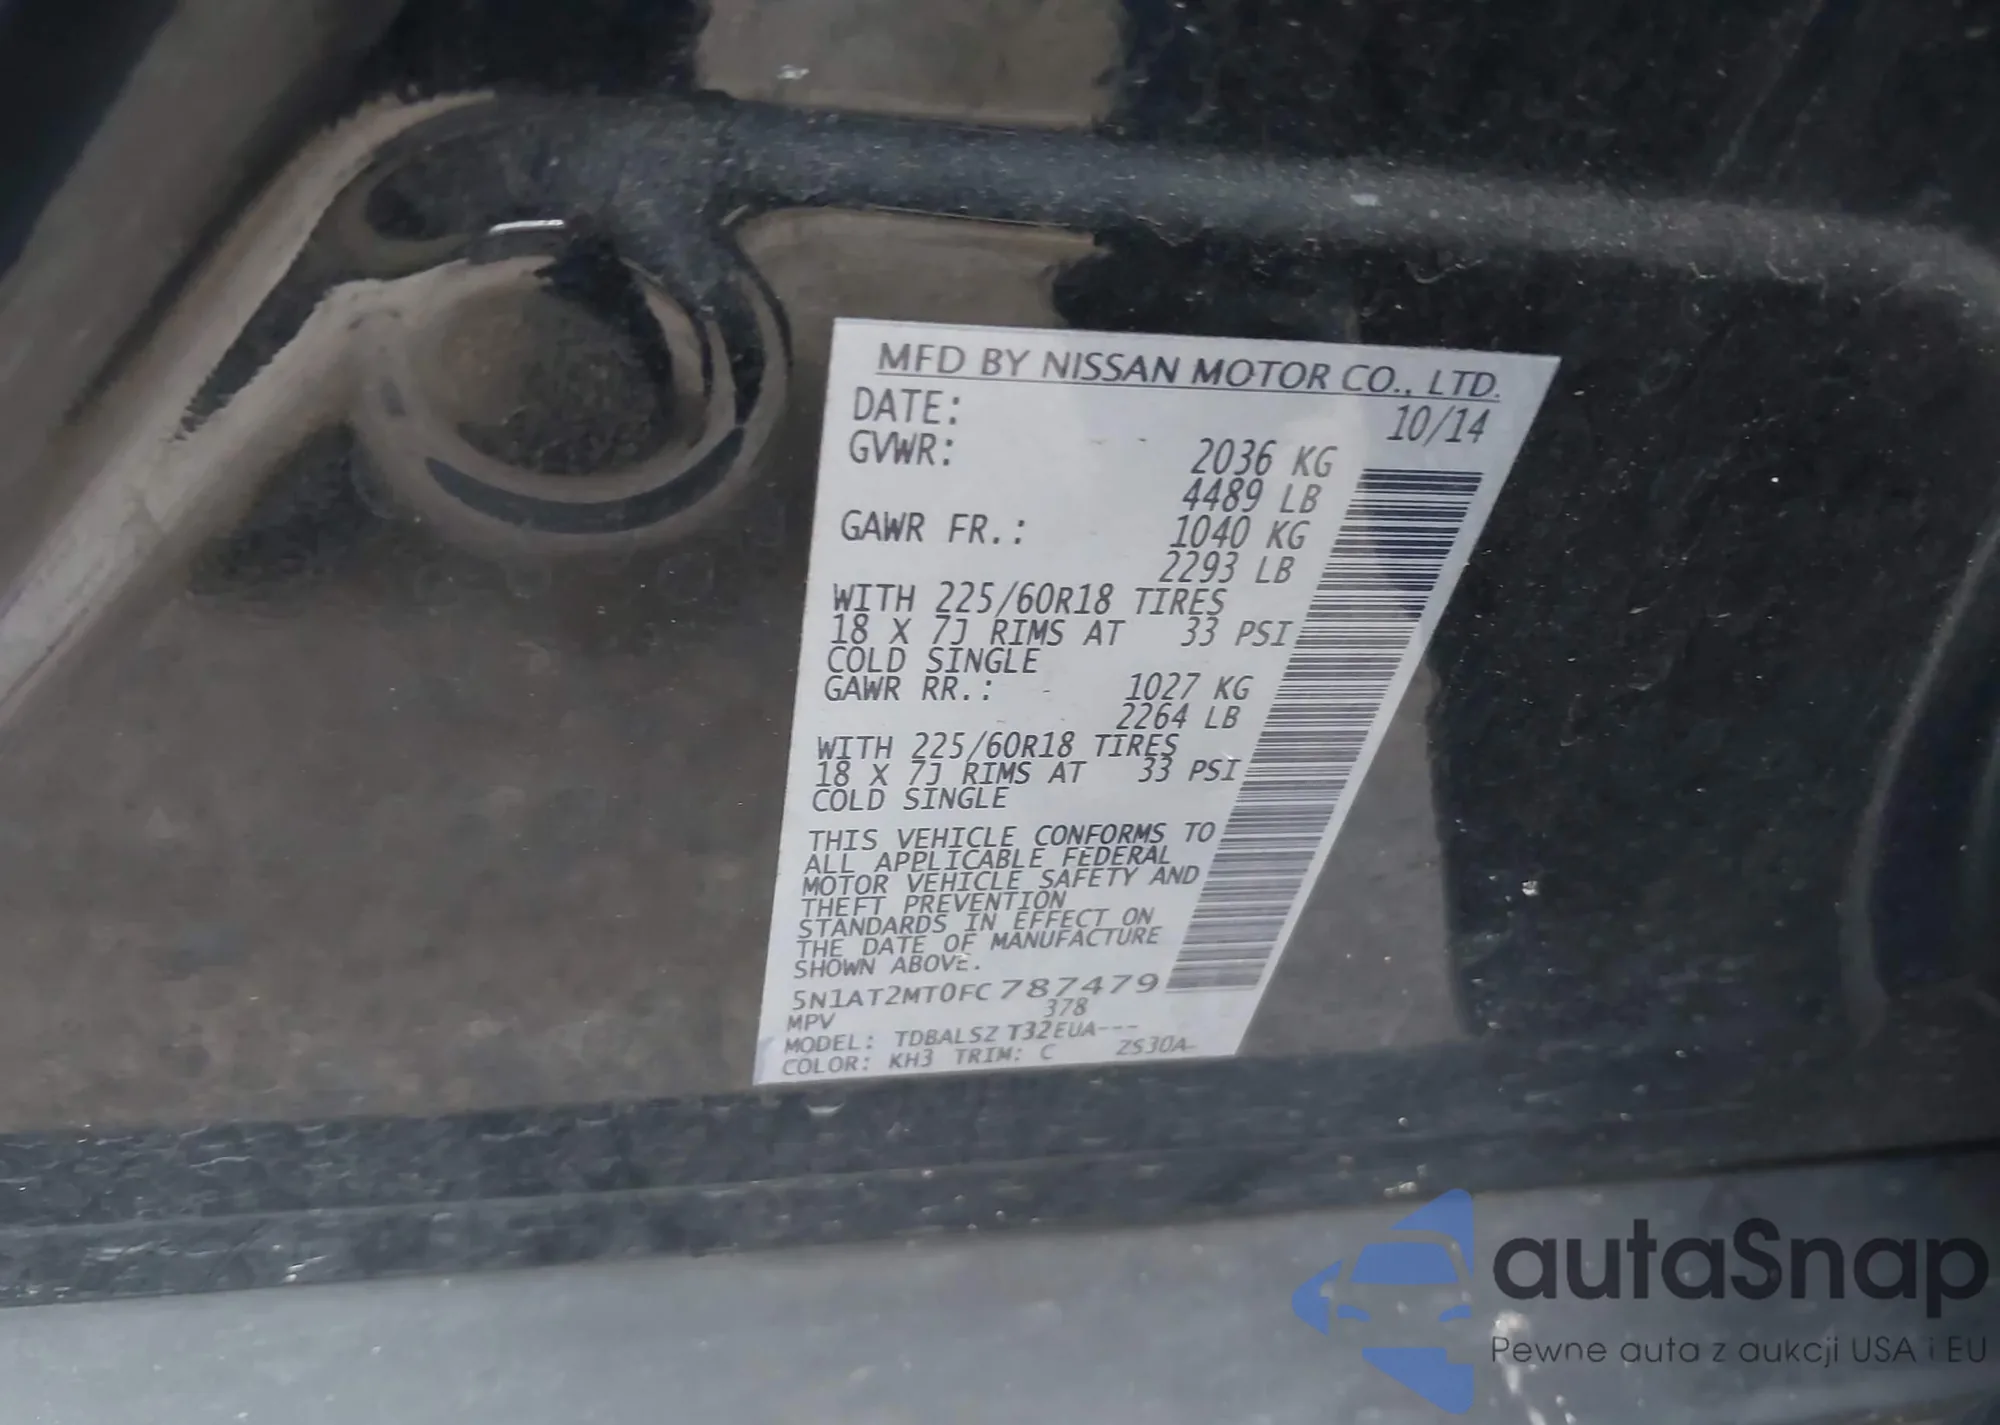 MFD BY NISSAN MOTOR CO., LTD.
DATE: 10/14
GVWR: 2036 KG
4489 LB
GAWR FR.: 1040 KG
2293 LB
WITH 225/60R18 TIRES
18 X 7J RIMS AT 33 PSI
COLD SINGLE
GAWR RR.: 1027 KG
2264 LB
WITH 225/60R18 TIRES
18 X 7J RIMS AT 33 PSI
COLD SINGLE
THIS VEHICLE CONFORMS TO
ALL APPLICABLE FEDERAL
MOTOR VEHICLE SAFETY AND
THEFT PREVENTION
STANDARDS IN EFFECT ON
THE DATE OF MANUFACTURE
SHOWN ABOVE.
5N1AT2MT0FC787479
MPV 378
MODEL: TDBALSZ T32EUA---
COLOR: KH3 TRIM: C ZS30A-
autaSnap
Pewne auta z aukcji USA i EU